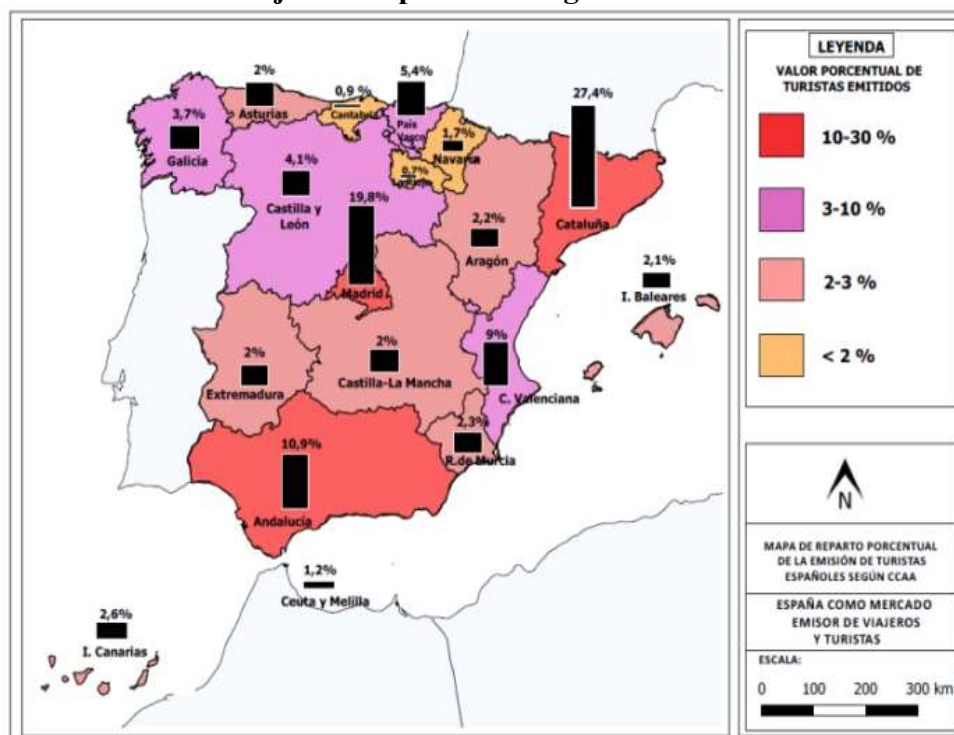 2%
Asturias
0,9 %
Cantabria
5,4%
País
Vasco
27,4%
Cataluña
3,7%
Galicia
1,7%
Navarra
0,7%
4,1%
Castilla y
León
19,8%
Madrid
2,2%
Aragón
2,1%
I. Baleares
2%
Extremadura
2%
Castilla-La Mancha
9%
C. Valenciana
2,3%
R.de Murcia
10,9%
Andalucía
1,2%
Ceuta y Melilla
2,6%
I. Canarias
LEYENDA
VALOR PORCENTUAL DE
TURISTAS EMITIDOS
10-30 %
3-10 %
2-3 %
< 2 %
N
MAPA DE REPARTO PORCENTUAL
DE LA EMISIÓN DE TURISTAS
ESPAÑOLES SEGÚN CCAA
ESPAÑA COMO MERCADO
EMISOR DE VIAJEROS
Y TURISTAS
ESCALA:
0 100 200 300 km